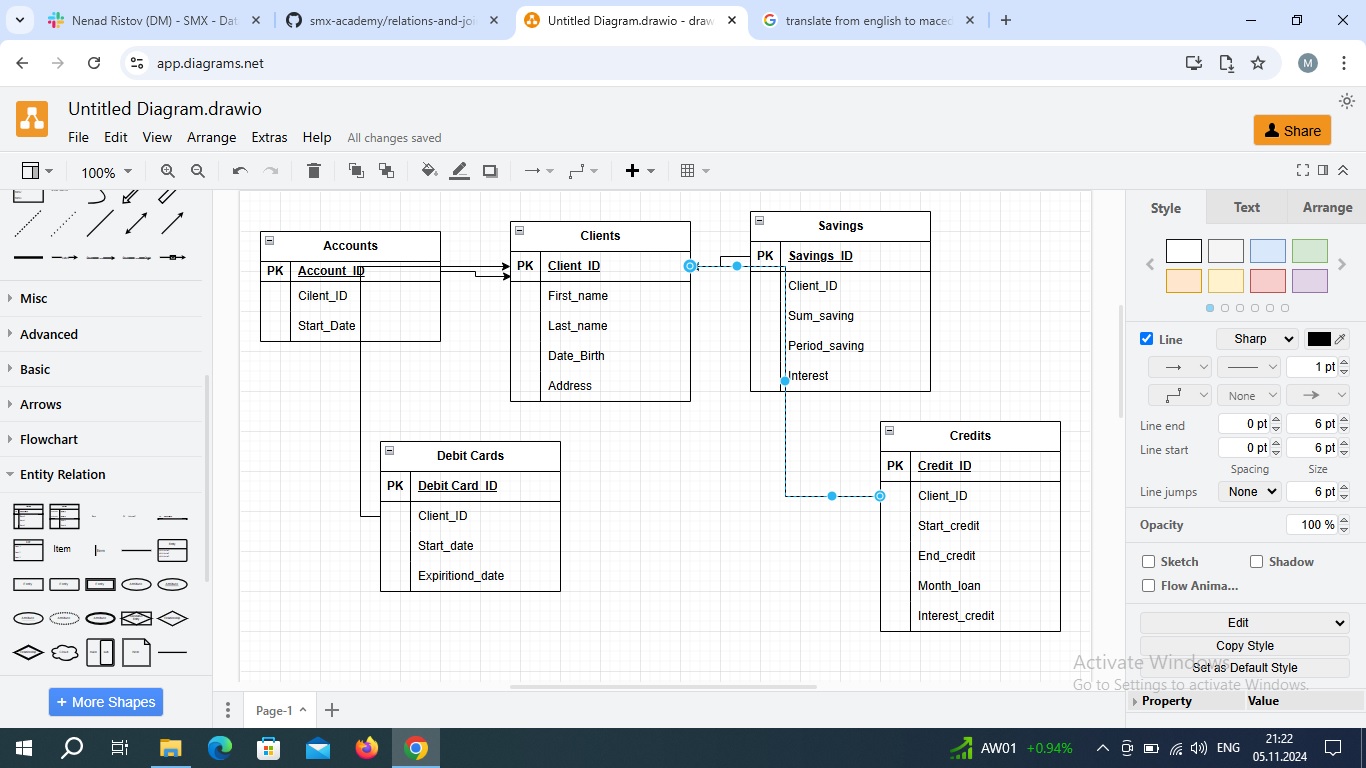 Nenad Ristov (DM) - SMX - Dat
smx-academy/relations-and-joi
Untitled Diagram.drawio - draw
translate from english to maced
app.diagrams.net
M
Untitled Diagram.drawio
File Edit View Arrange Extras Help All changes saved
Share
100%
Misc
Advanced
Basic
Arrows
Flowchart
Entity Relation
Item
+ More Shapes
Accounts
PK Account_ID
Cilent_ID
Start_Date
Clients
PK Client_ID
First_name
Last_name
Date_Birth
Address
Savings
PK Savings_ID
Client_ID
Sum_saving
Period_saving
Interest
Debit Cards
PK Debit Card_ID
Client_ID
Start_date
Expiritiond_date
Credits
PK Credit_ID
Client_ID
Start_credit
End_credit
Month_loan
Interest_credit
Style Text Arrange
Line Sharp
1 pt
None
Line end 0 pt 6 pt
Line start 0 pt 6 pt
Spacing Size
Line jumps None 6 pt
Opacity 100 %
Sketch Shadow
Flow Anima...
Edit
Copy Style
Set as Default Style
Property Value
Activate Windows
Go to Settings to activate Windows.
Page-1
AW01 +0.94%
ENG
21:22
05.11.2024